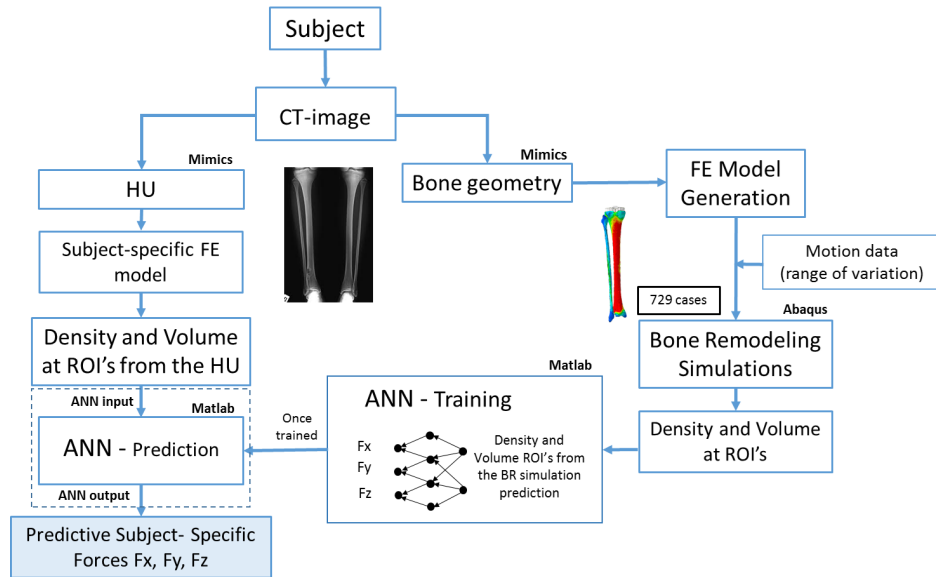 Subject
CT-image
Mimics
HU
Subject-specific FE
model
Density and Volume
at ROI's from the HU
ANN input
Matlab
ANN - Prediction
ANN output
Predictive Subject- Specific
Forces Fx, Fy, Fz
Mimics
Bone geometry
FE Model
Generation
Motion data
(range of variation)
729 cases
Abaqus
Bone Remodeling
Simulations
Density and Volume
at ROI's
Matlab
ANN - Training
Fx
Fy
Fz
Density and
Volume ROI's from
the BR simulation
prediction
Once
trained